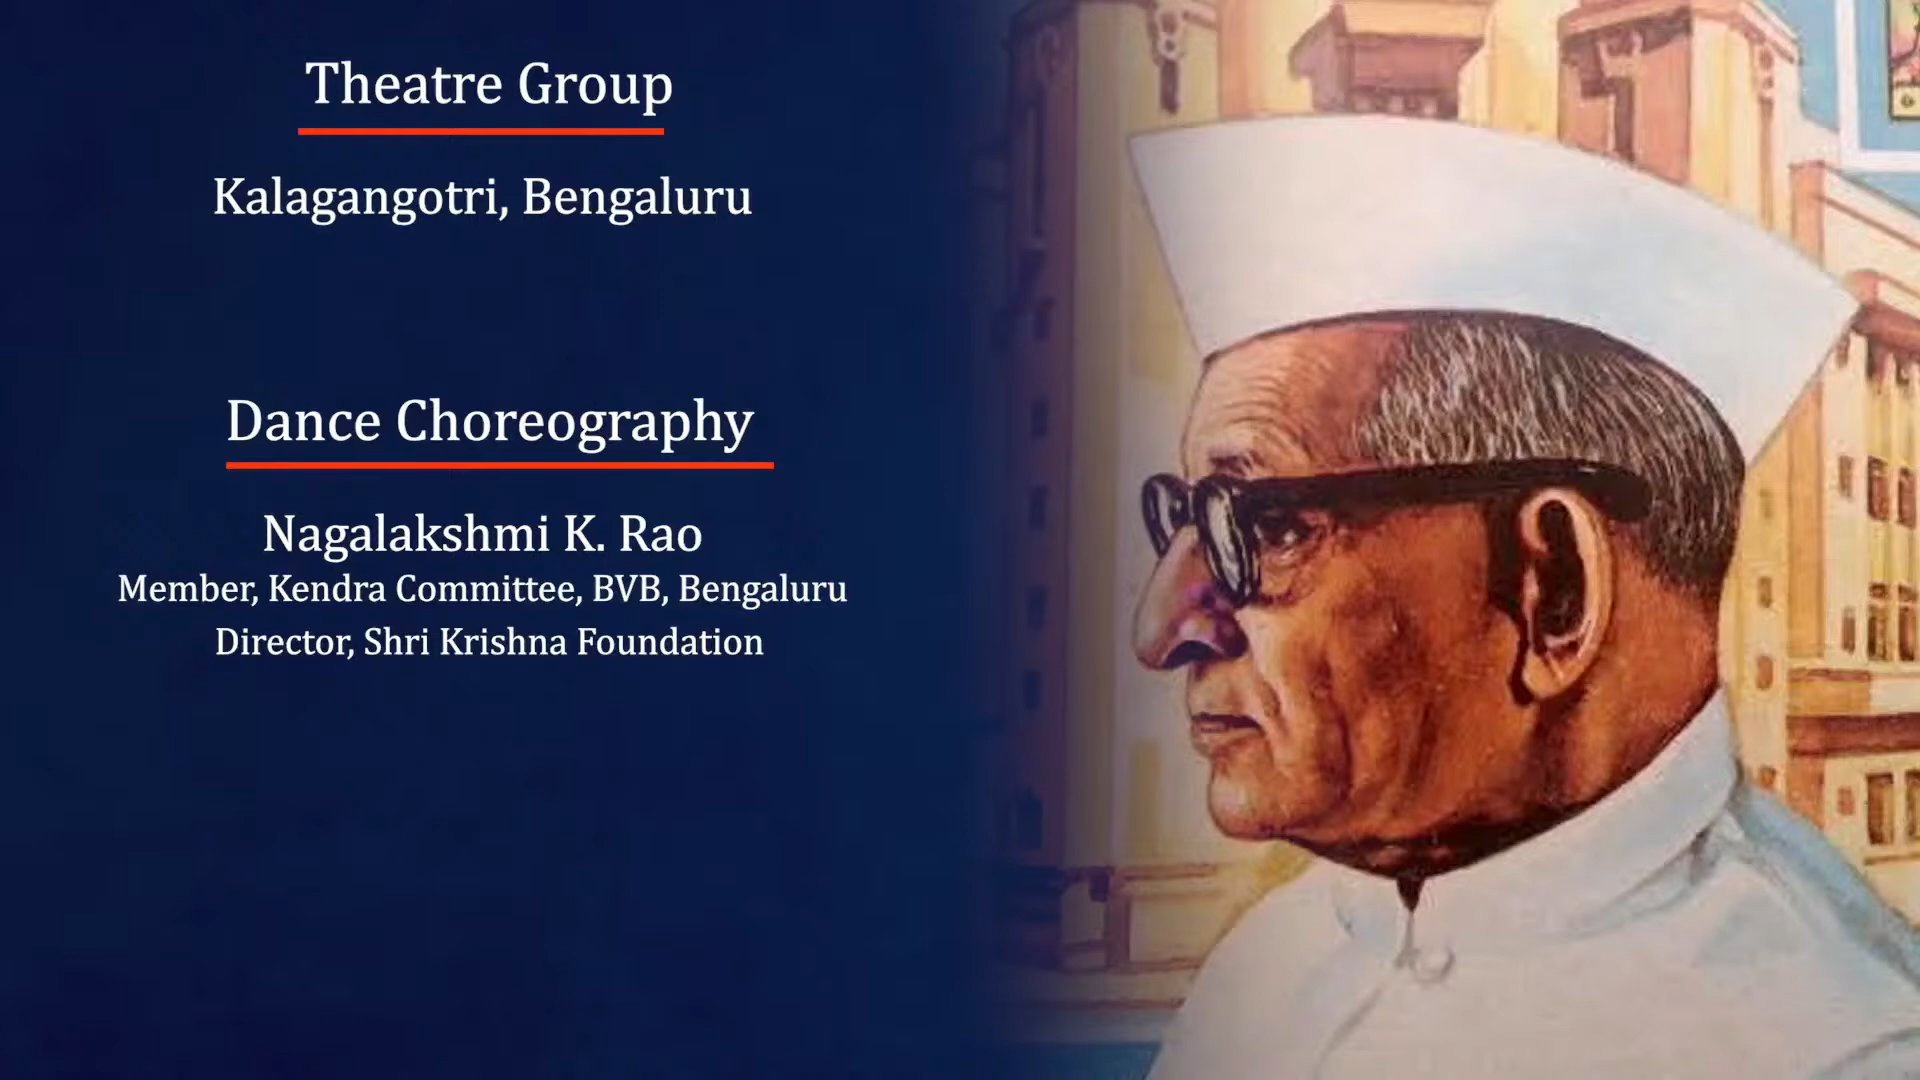 Theatre Group
Kalagangotri, Bengaluru
Dance Choreography
Nagalakshmi K. Rao
Member, Kendra Committee, BVB, Bengaluru
Director, Shri Krishna Foundation